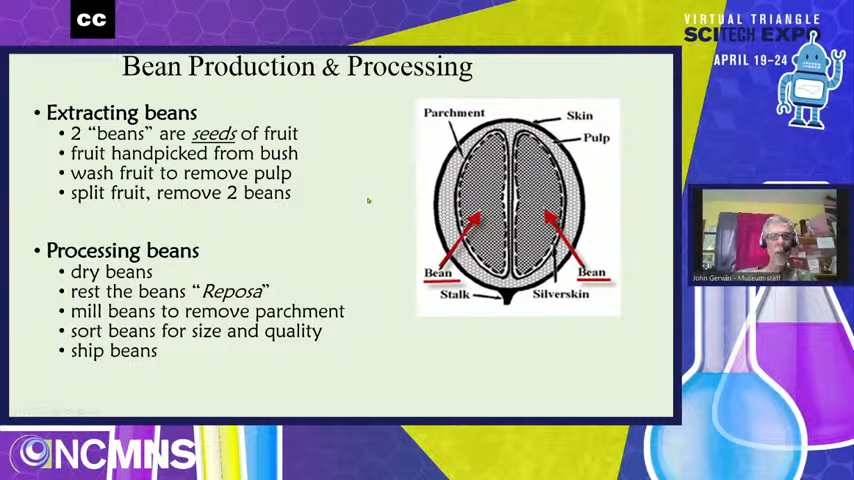 CC
VIRTUAL TRIANGLE
SCITECH EXPO
APRIL 19-24
Bean Production & Processing
• Extracting beans
• 2 “beans” are seeds of fruit
• fruit handpicked from bush
• wash fruit to remove pulp
• split fruit, remove 2 beans
• Processing beans
• dry beans
• rest the beans “Reposa”
• mill beans to remove parchment
• sort beans for size and quality
• ship beans
Parchment
Skin
Pulp
Bean
Bean
Stalk
Silverskin
John Gerwin - Museum staff
NCMNS